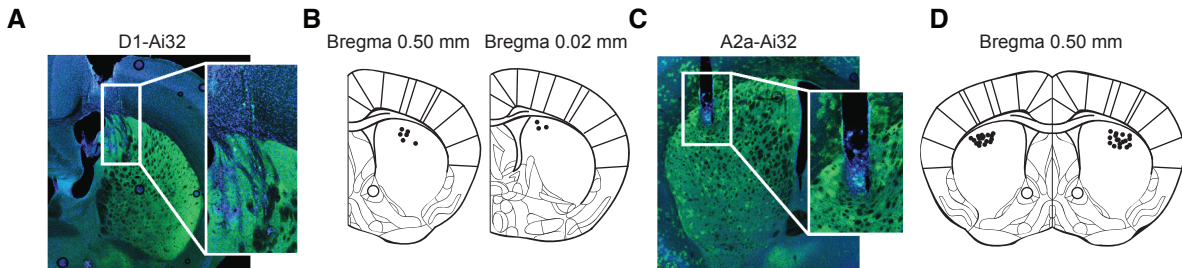 A
D1-Ai32
B
Bregma 0.50 mm
Bregma 0.02 mm
C
A2a-Ai32
D
Bregma 0.50 mm